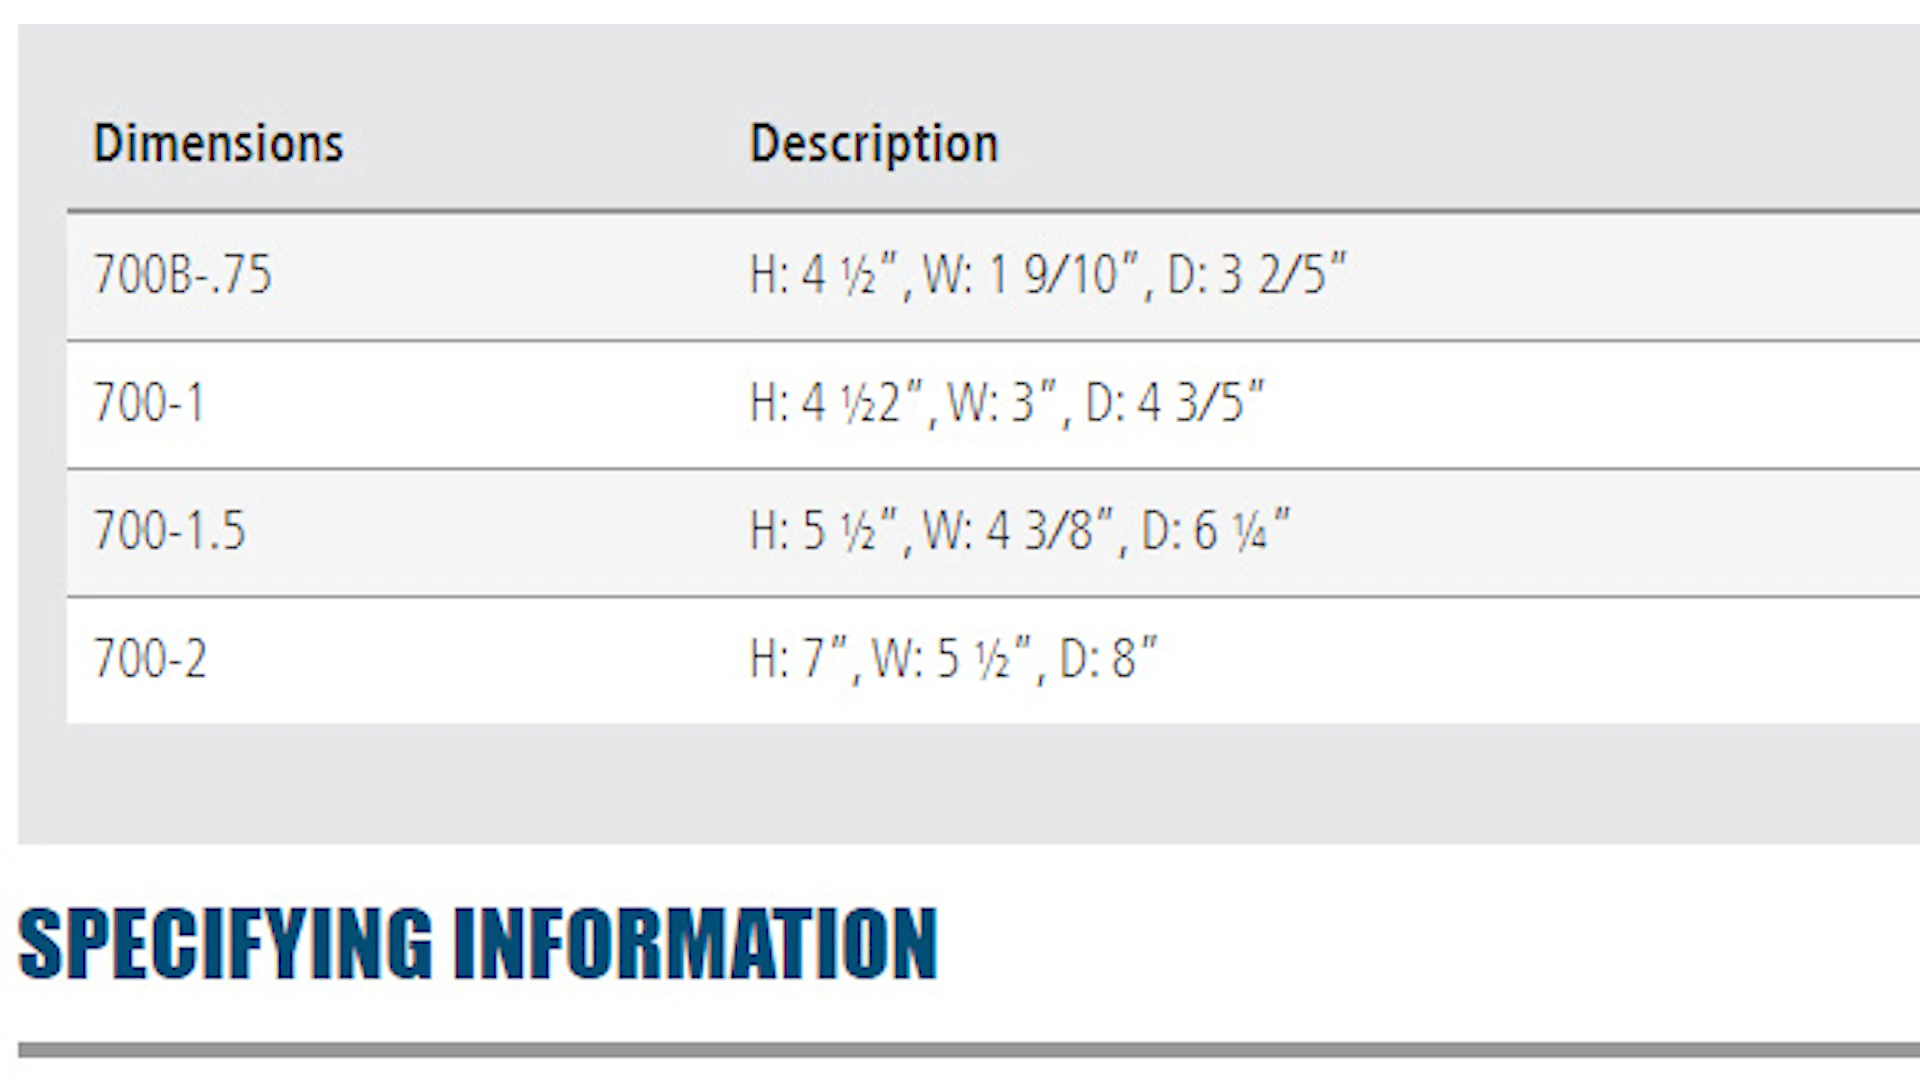 Dimensions Description
700B-.75 H: 4 ½”, W: 1 9/10”, D: 3 2/5”
700-1 H: 4 ½2”, W: 3”, D: 4 3/5”
700-1.5 H: 5 ½”, W: 4 3/8”, D: 6 ¼”
700-2 H: 7”, W: 5 ½”, D: 8”
SPECIFYING INFORMATION